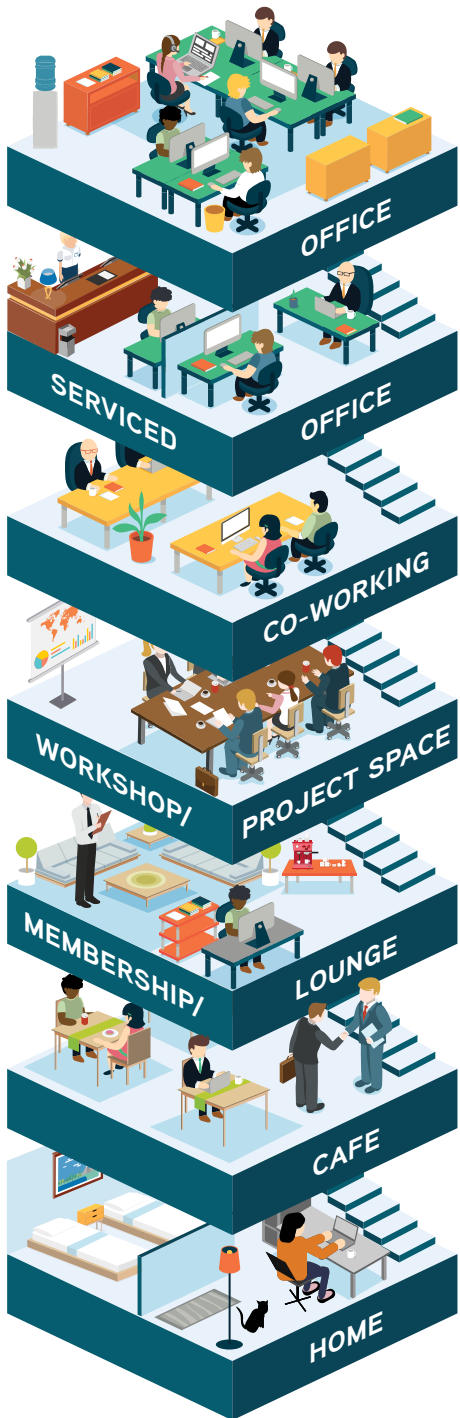 OFFICE
SERVICED OFFICE
CO-WORKING
WORKSHOP/ PROJECT SPACE
MEMBERSHIP/ LOUNGE
CAFE
HOME